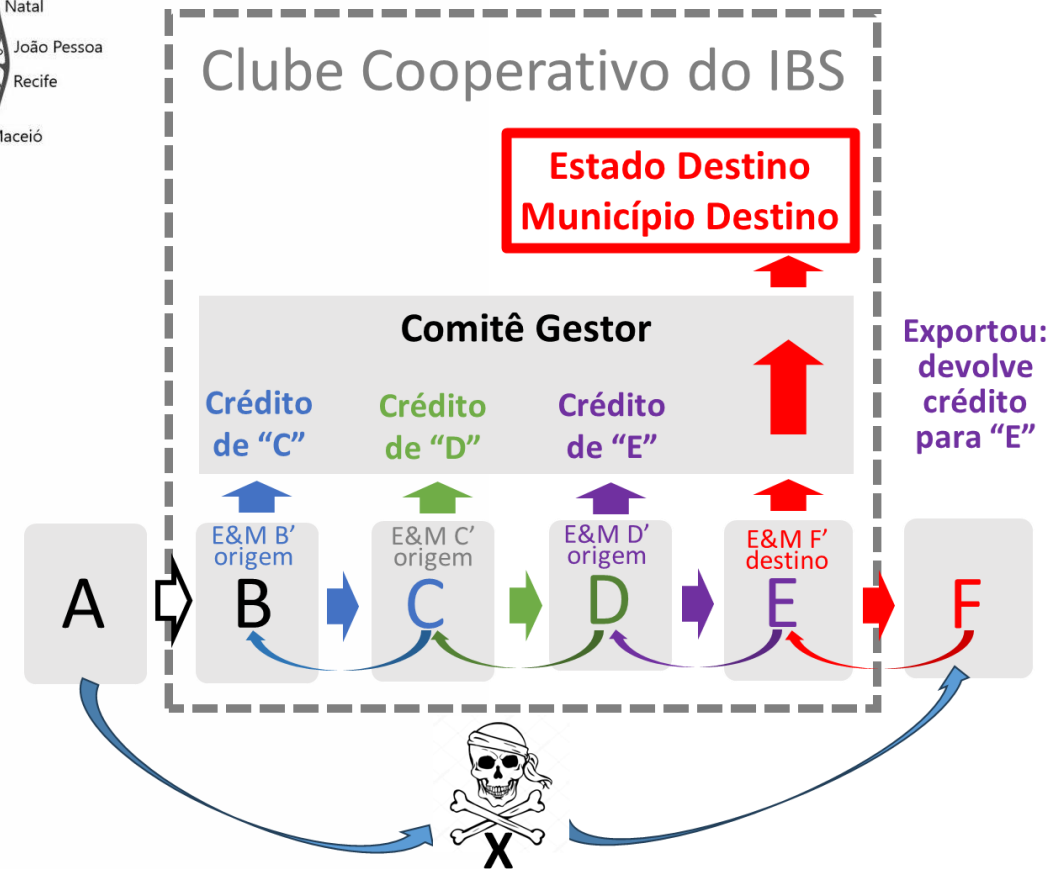 Natal
João Pessoa
Recife
Maceió
Clube Cooperativo do IBS
Estado Destino
Município Destino
Comitê Gestor
Crédito
de “C”
Crédito
de “D”
Crédito
de “E”
Exportou:
devolve
crédito
para “E”
E&M B’
origem
E&M C’
origem
E&M D’
origem
E&M F’
destino
A
B
C
D
E
F
X